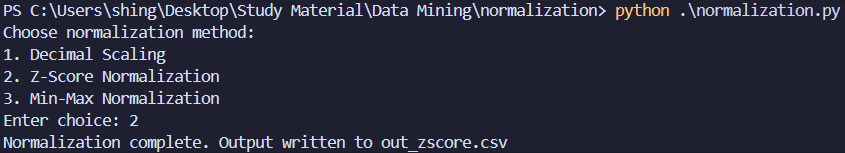 PS C:\Users\shing\Desktop\Study Material\Data Mining\normalization> python .\normalization.py
Choose normalization method:
1. Decimal Scaling
2. Z-Score Normalization
3. Min-Max Normalization
Enter choice: 2
Normalization complete. Output written to out_zscore.csv